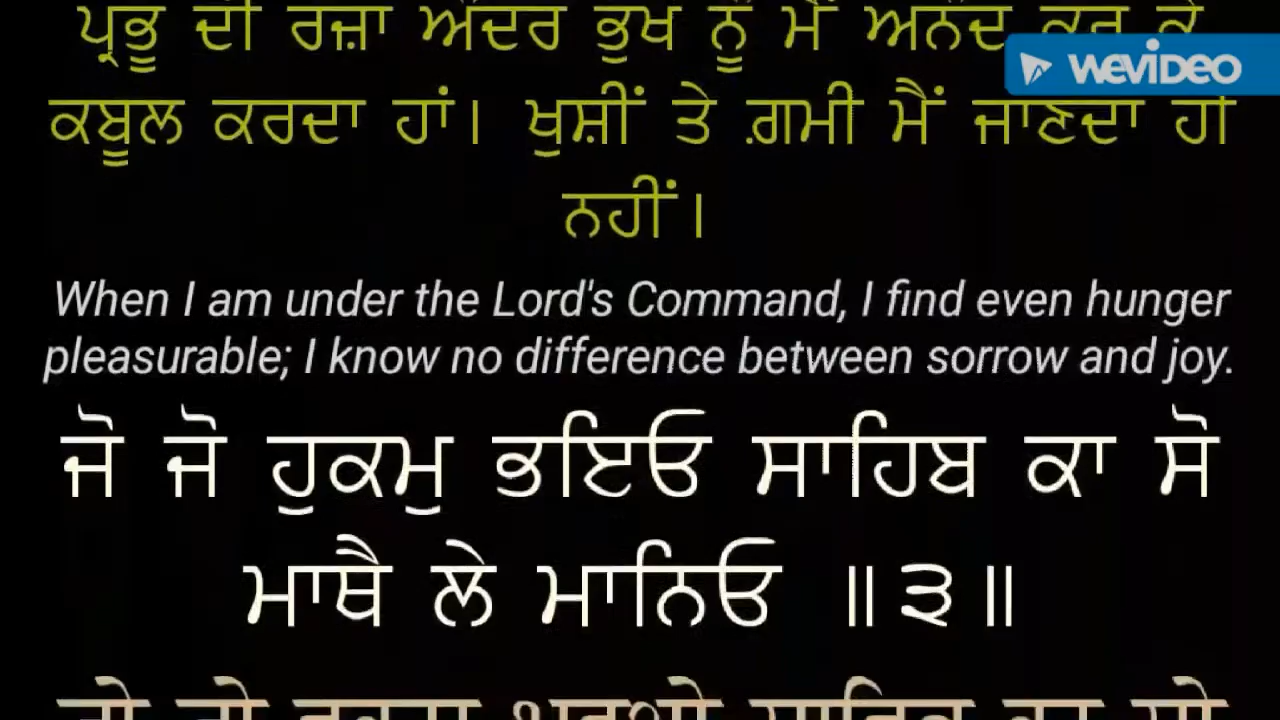 ਪ੍ਰਭੂ ਦੀ ਰਜ਼ਾ ਅੰਦਰ ਭੁਖ ਨੂੰ ਮੈਂ ਅਨੰਦ ਕਰ ਕੇ
WEVIDEO
ਕਬੂਲ ਕਰਦਾ ਹਾਂ। ਖੁਸ਼ੀਂ ਤੇ ਗ਼ਮੀ ਮੈਂ ਜਾਣਦਾ ਹੀ
ਨਹੀਂ।
When I am under the Lord's Command, I find even hunger
pleasurable; I know no difference between sorrow and joy.
ਜੋ ਜੋ ਹੁਕਮੁ ਭਇਓ ਸਾਹਿਬ ਕਾ ਸੋ
ਮਾਥੈ ਲੇ ਮਾਨਿਓ ॥੩॥